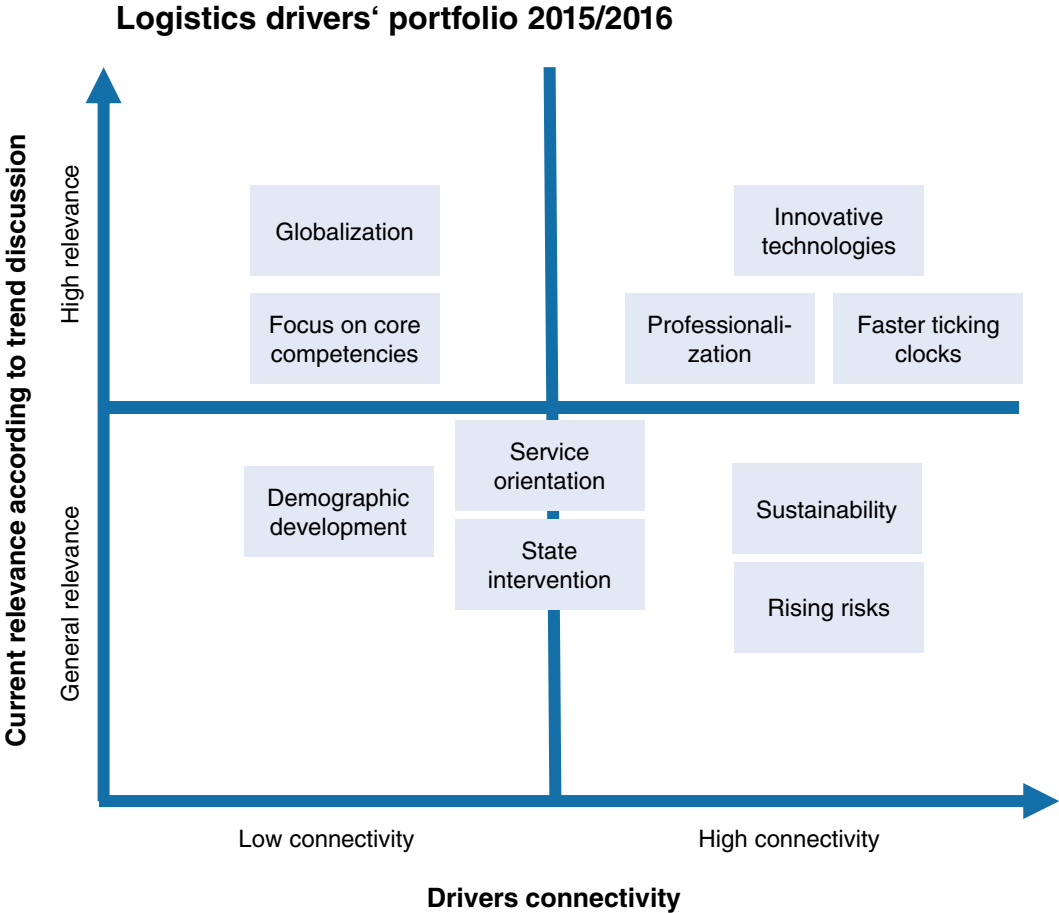 Logistics drivers‘ portfolio 2015/2016
Current relevance according to trend discussion
High relevance
General relevance
Globalization
Innovative
technologies
Focus on core
competencies
Professionali-
zation
Faster ticking
clocks
Service
orientation
Demographic
development
Sustainability
State
intervention
Rising risks
Low connectivity
High connectivity
Drivers connectivity